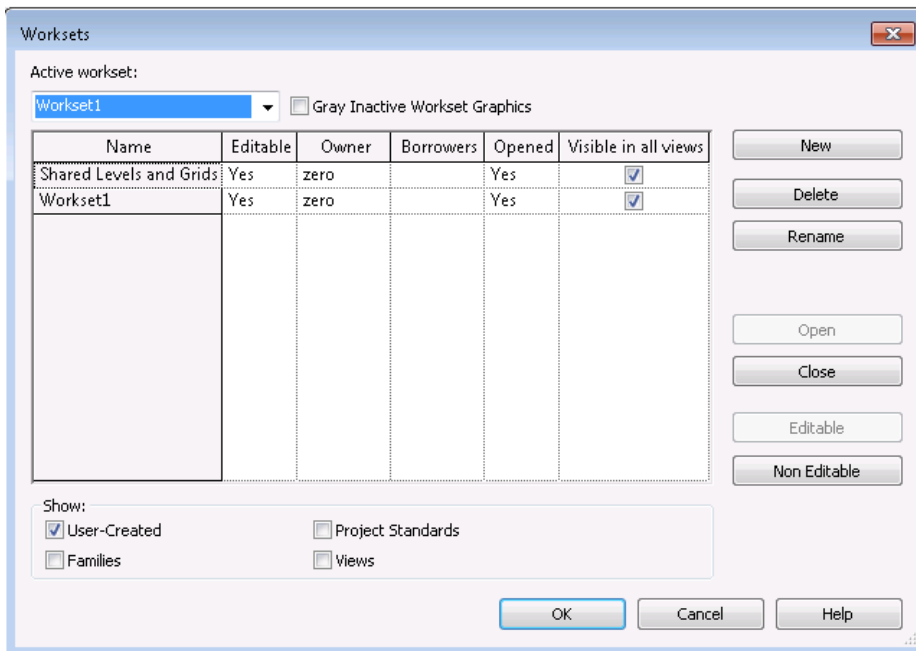 Worksets
Active workset:
Workset1
Gray Inactive Workset Graphics
Name Editable Owner Borrowers Opened Visible in all views
Shared Levels and Grids Yes zero Yes
Workset1 Yes zero Yes
New
Delete
Rename
Open
Close
Editable
Non Editable
Show:
User-Created Project Standards
Families Views
OK Cancel Help